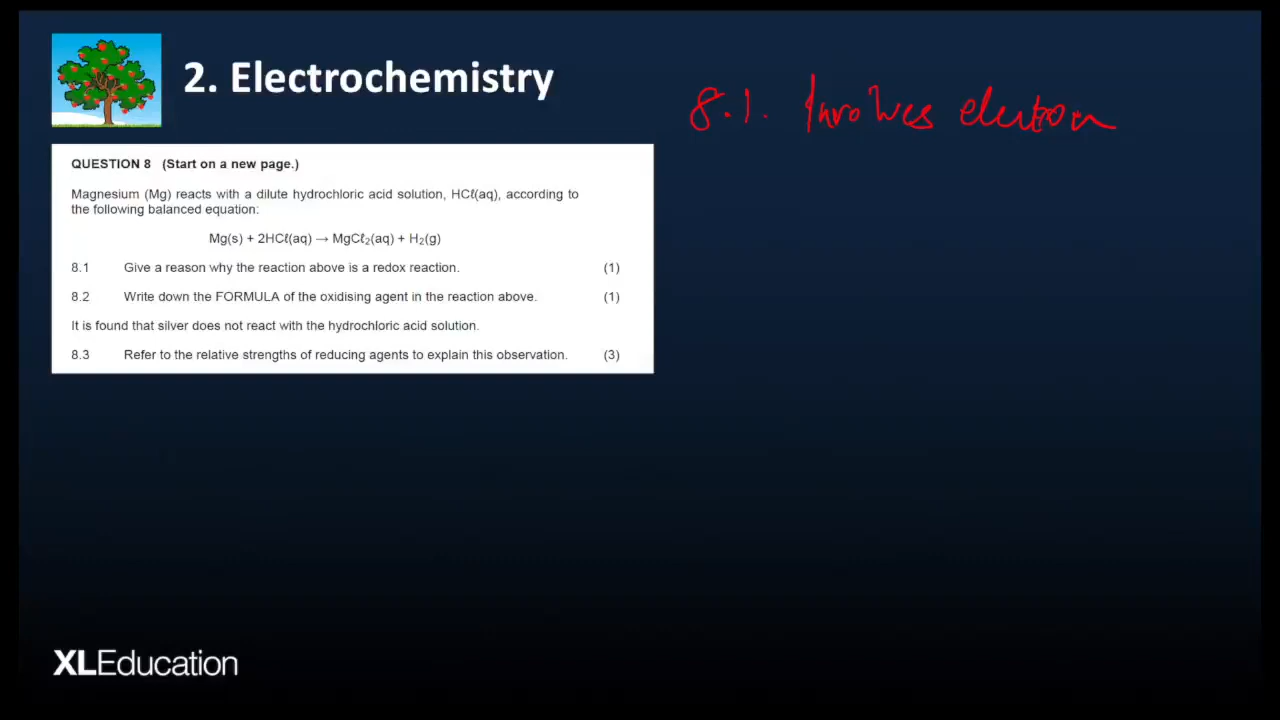 2. Electrochemistry
8.1. Involves electron
QUESTION 8 (Start on a new page.)
Magnesium (Mg) reacts with a dilute hydrochloric acid solution, HCℓ(aq), according to
the following balanced equation:
Mg(s) + 2HCℓ(aq) → MgCℓ₂(aq) + H₂(g)
8.1 Give a reason why the reaction above is a redox reaction. (1)
8.2 Write down the FORMULA of the oxidising agent in the reaction above. (1)
It is found that silver does not react with the hydrochloric acid solution.
8.3 Refer to the relative strengths of reducing agents to explain this observation. (3)
XLEducation